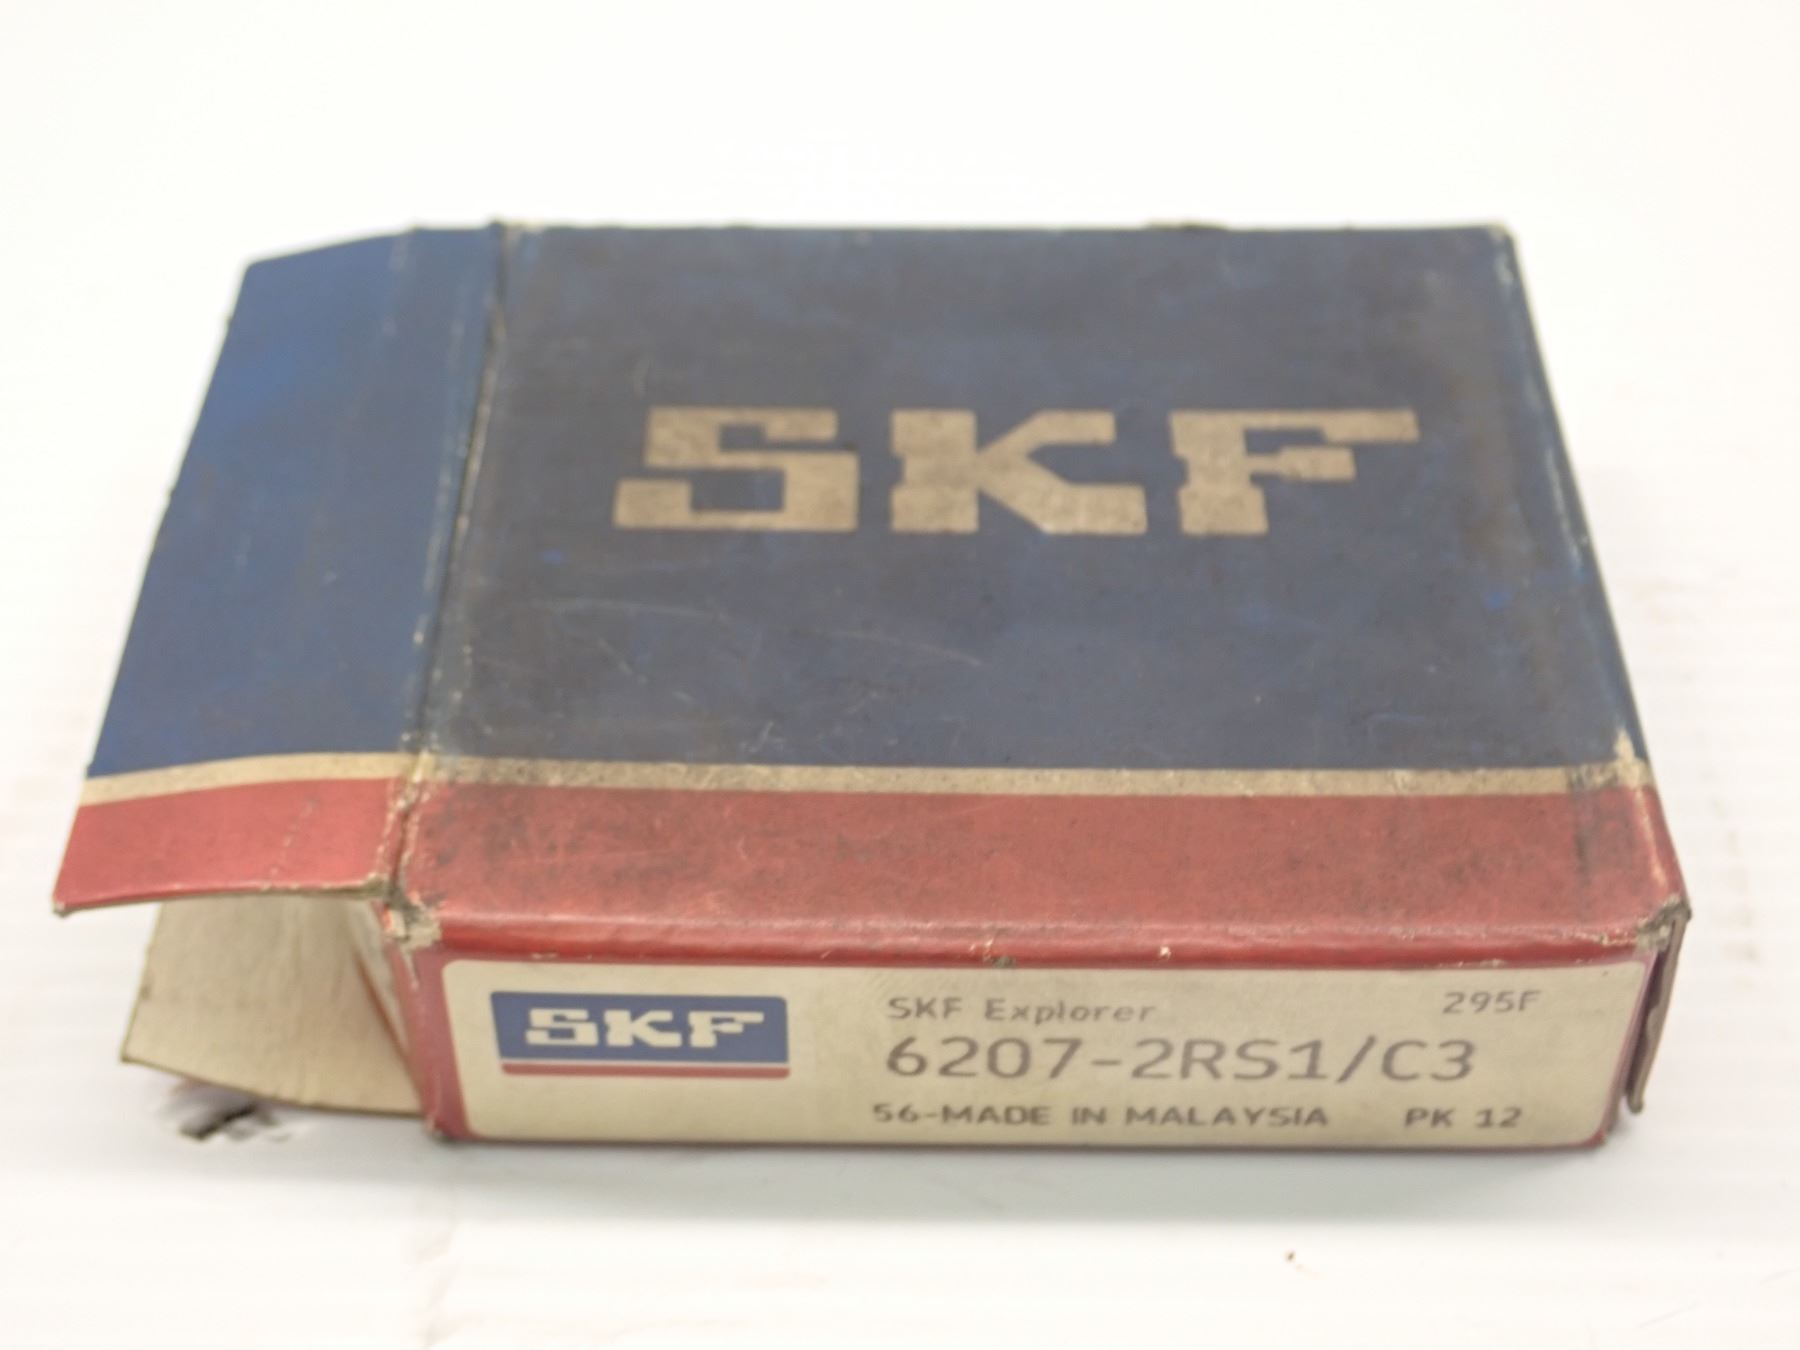 SKF
SKF
SKF Explorer 295F
6207-2RS1/C3
56-MADE IN MALAYSIA PK 12